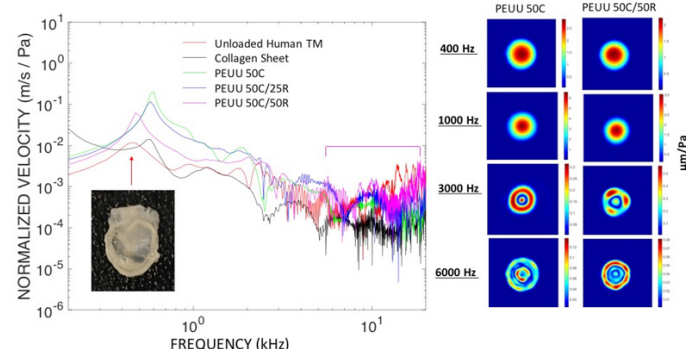 PEUU 50C
PEUU 50C/50R
NORMALIZED VELOCITY (m/s / Pa)
10¹
10⁰
10⁻¹
10⁻²
10⁻³
10⁻⁴
10⁻⁵
10⁻⁶
Unloaded Human TM
Collagen Sheet
PEUU 50C
PEUU 50C/25R
PEUU 50C/50R
10⁰
10¹
FREQUENCY (kHz)
400 Hz
1000 Hz
3000 Hz
6000 Hz
μm/Pa